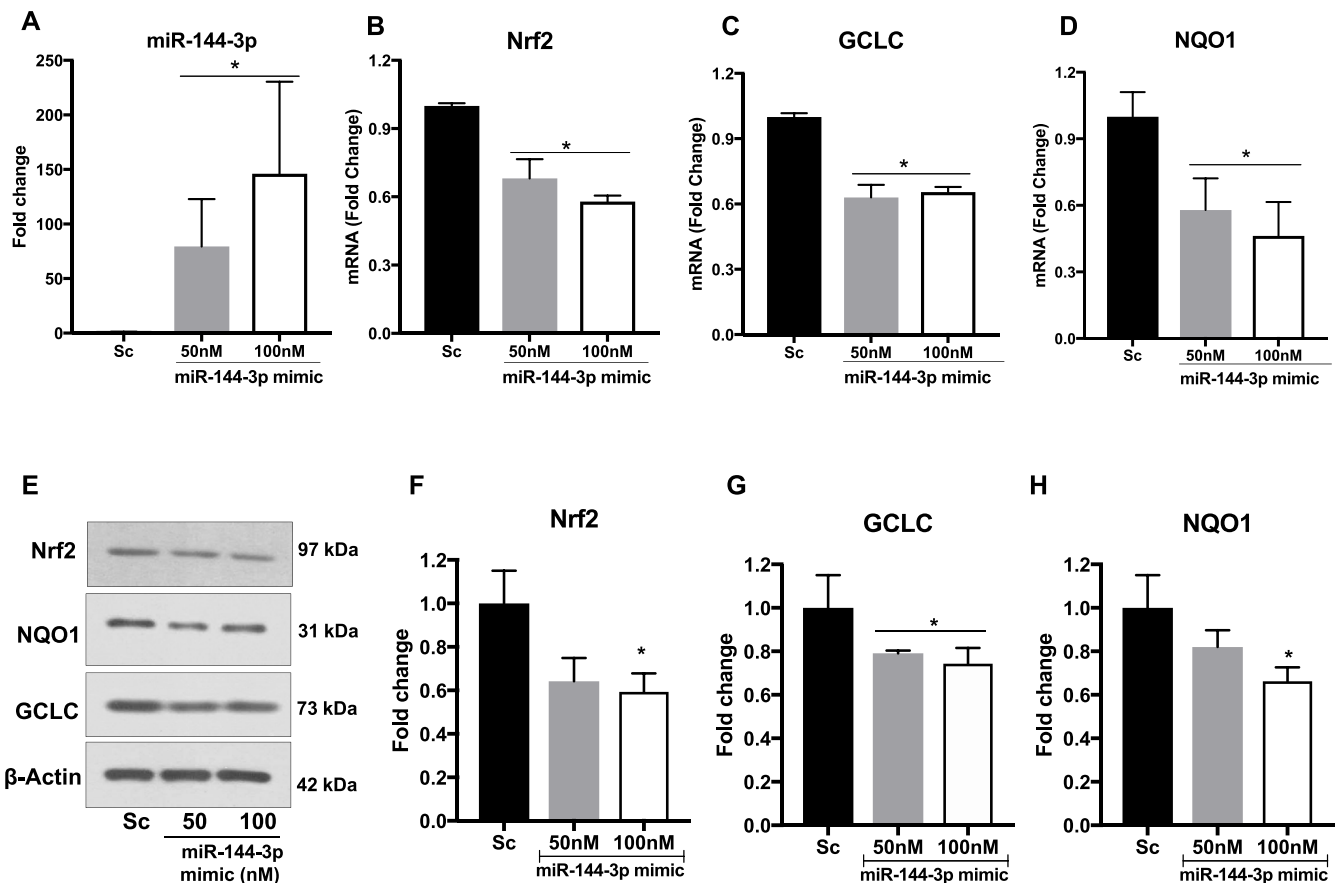 A
miR-144-3p
Fold change
250
200
150
100
50
0
*
Sc
50nM
100nM
miR-144-3p mimic
B
Nrf2
mRNA (Fold Change)
1.2
0.9
0.6
0.3
0.0
*
Sc
50nM
100nM
miR-144-3p mimic
C
GCLC
mRNA (Fold Change)
1.2
0.9
0.6
0.3
0.0
*
Sc
50nM
100nM
miR-144-3p mimic
D
NQO1
mRNA (Fold Change)
1.2
0.9
0.6
0.3
0.0
*
Sc
50nM
100nM
miR-144-3p mimic
E
Nrf2
97 kDa
NQO1
31 kDa
GCLC
73 kDa
β-Actin
42 kDa
Sc
50
100
miR-144-3p
mimic (nM)
F
Nrf2
Fold change
1.2
1.0
0.8
0.6
0.4
0.2
0.0
*
Sc
50nM
100nM
miR-144-3p mimic
G
GCLC
Fold change
1.2
1.0
0.8
0.6
0.4
0.2
0.0
*
Sc
50nM
100nM
miR-144-3p mimic
H
NQO1
Fold change
1.2
1.0
0.8
0.6
0.4
0.2
0.0
*
Sc
50nM
100nM
miR-144-3p mimic